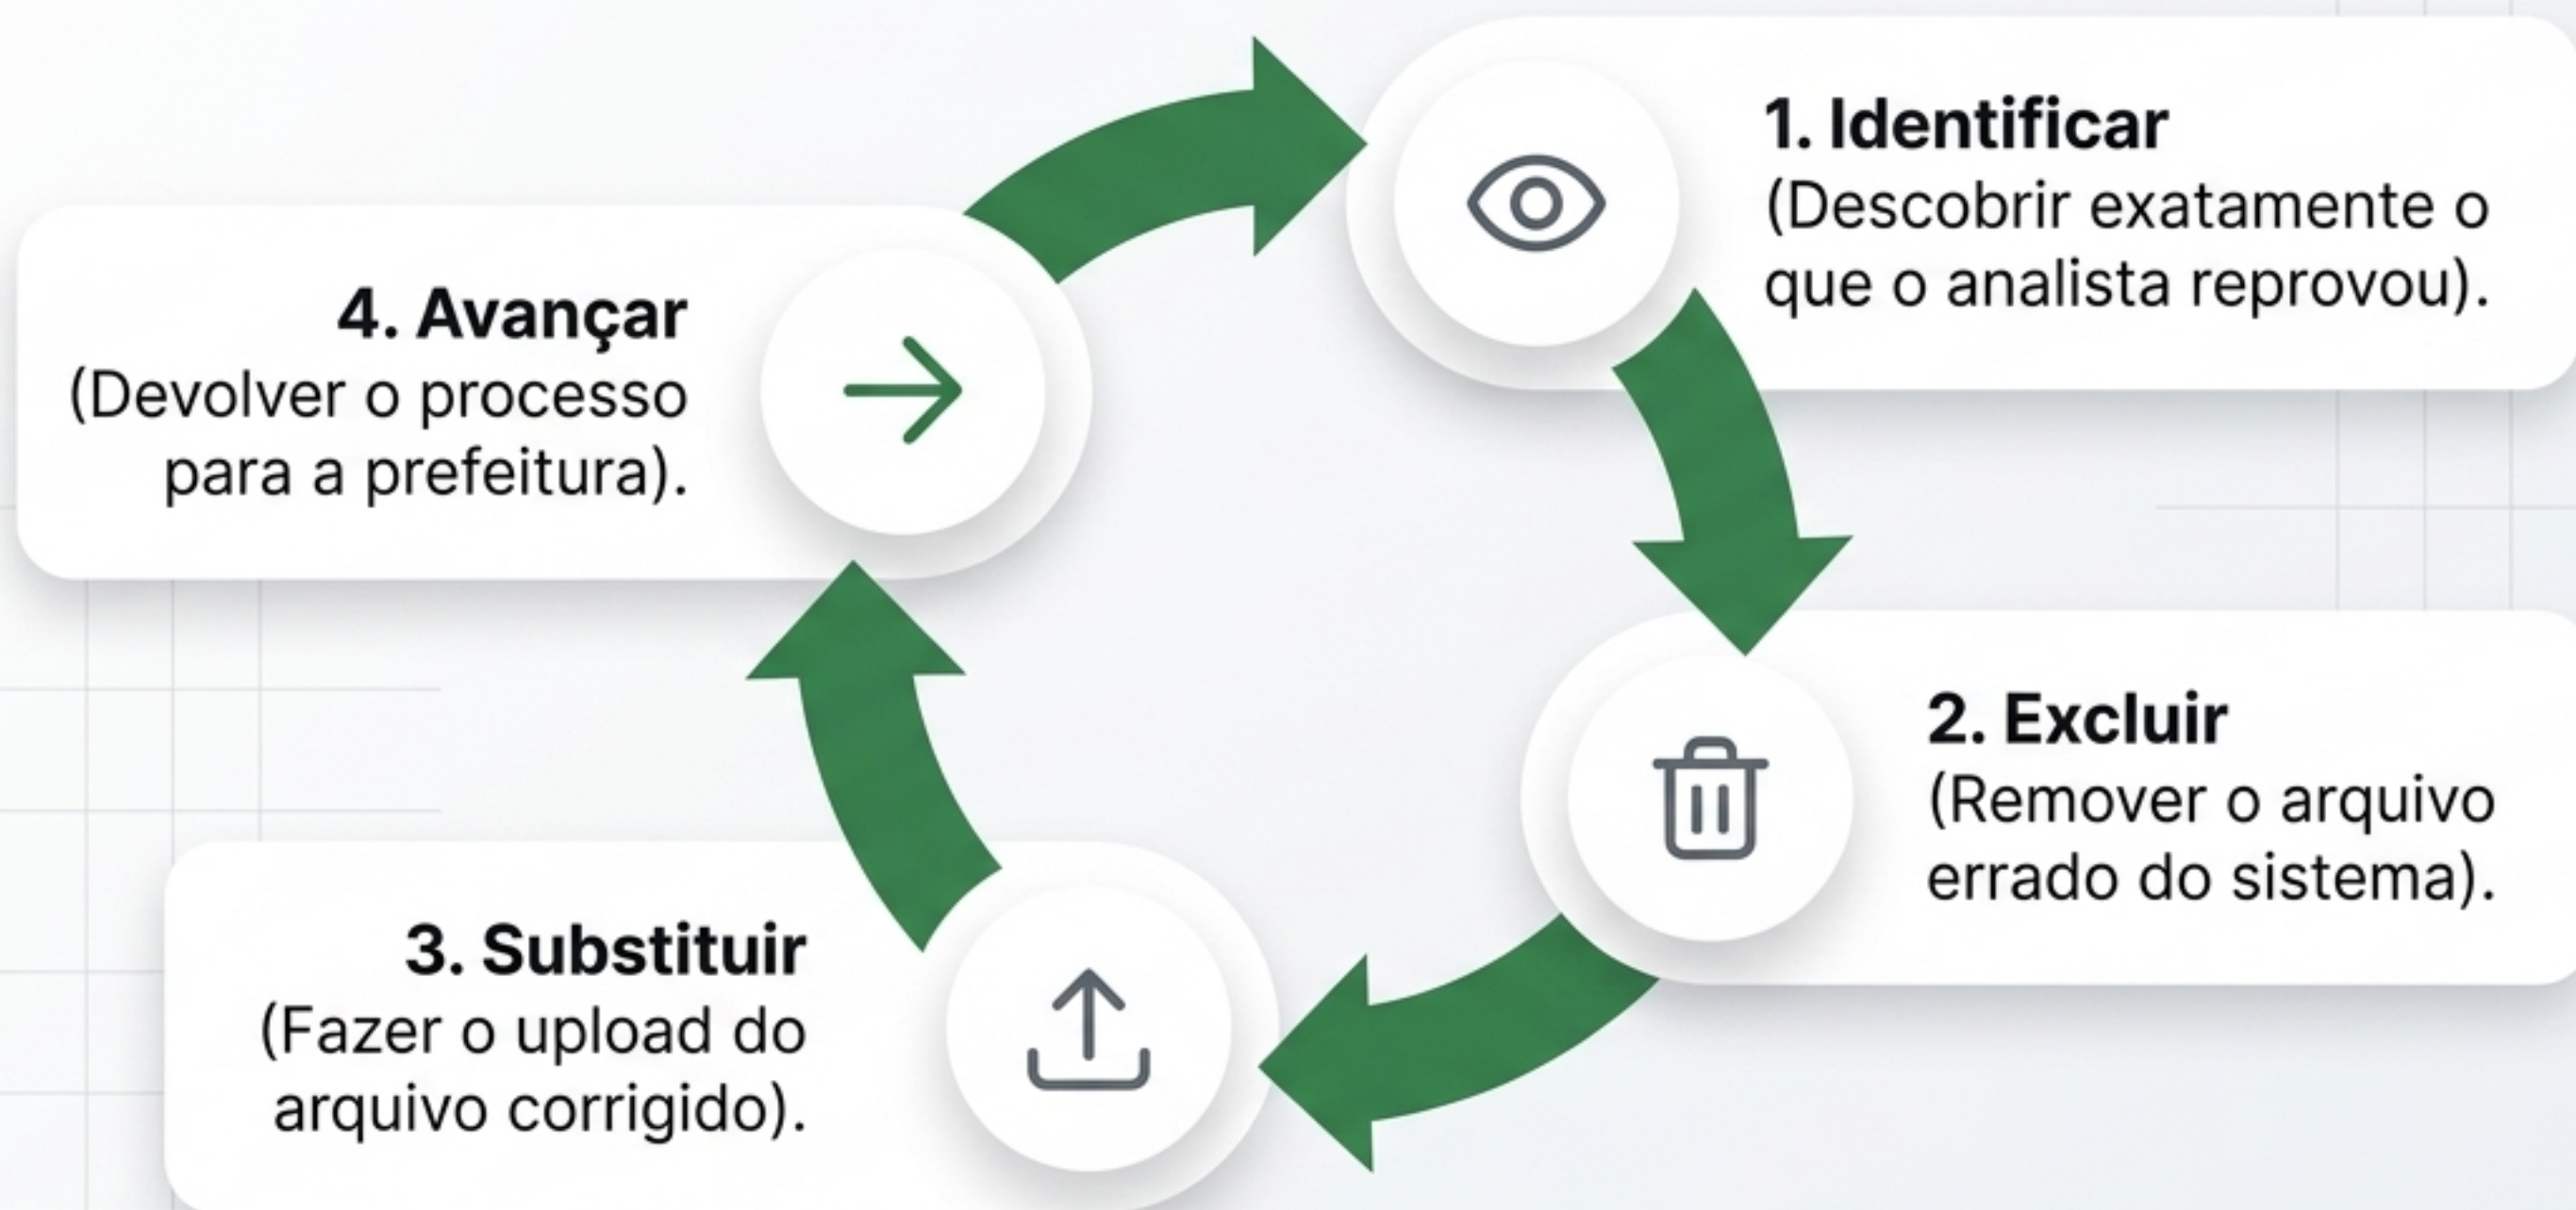 1. Identificar
(Descobrir exatamente o
que o analista reprovou).
2. Excluir
(Remover o arquivo
errado do sistema).
3. Substituir
(Fazer o upload do
arquivo corrigido).
4. Avançar
(Devolver o processo
para a prefeitura).